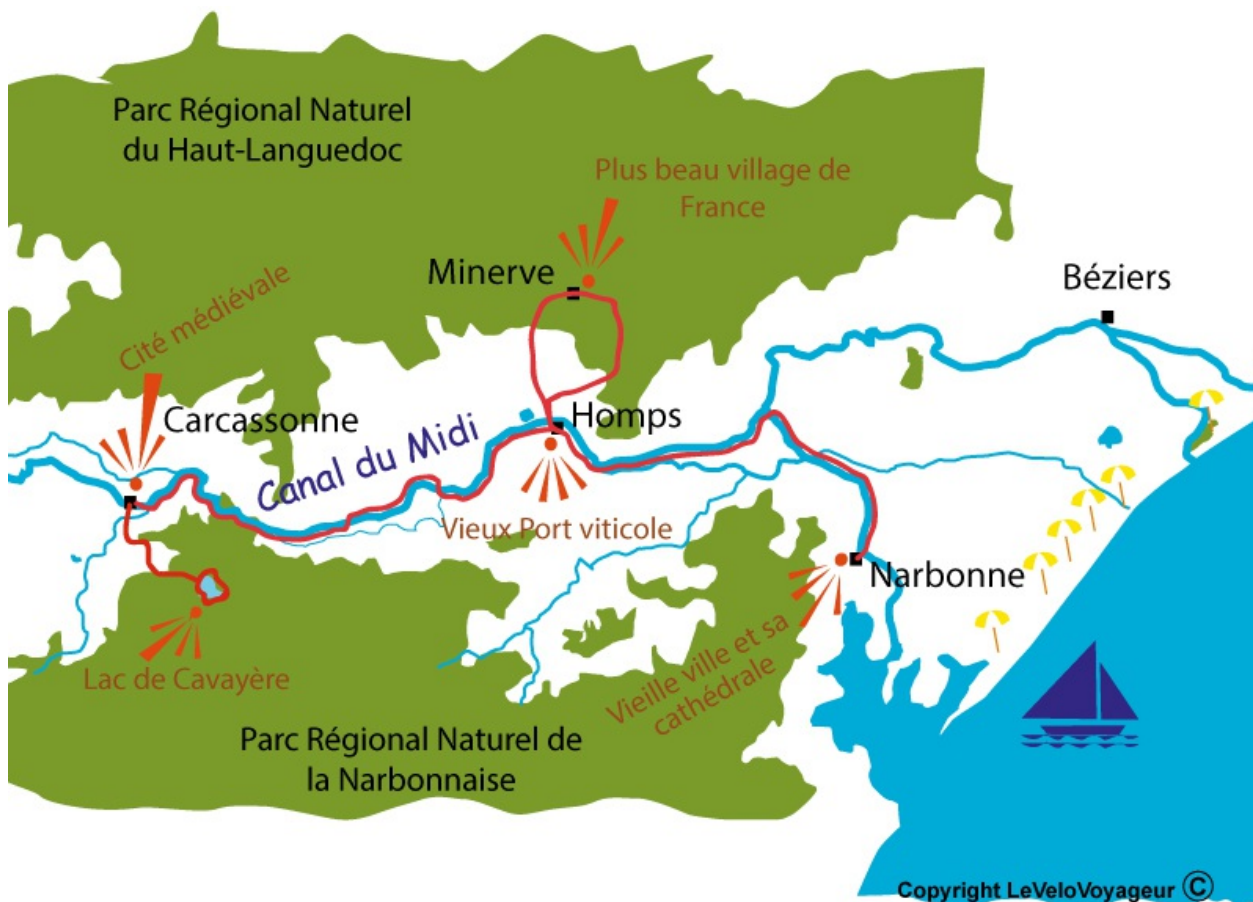 Parc Régional Naturel
du Haut-Languedoc
Plus beau village de
France
Minerve
Béziers
Cité médiévale
Carcassonne
Canal du Midi
Homps
Vieux Port viticole
Narbonne
Lac de Cavayère
Vieille ville et sa
cathédrale
Parc Régional Naturel de
la Narbonnaise
Copyright LeVeloVoyageur ©